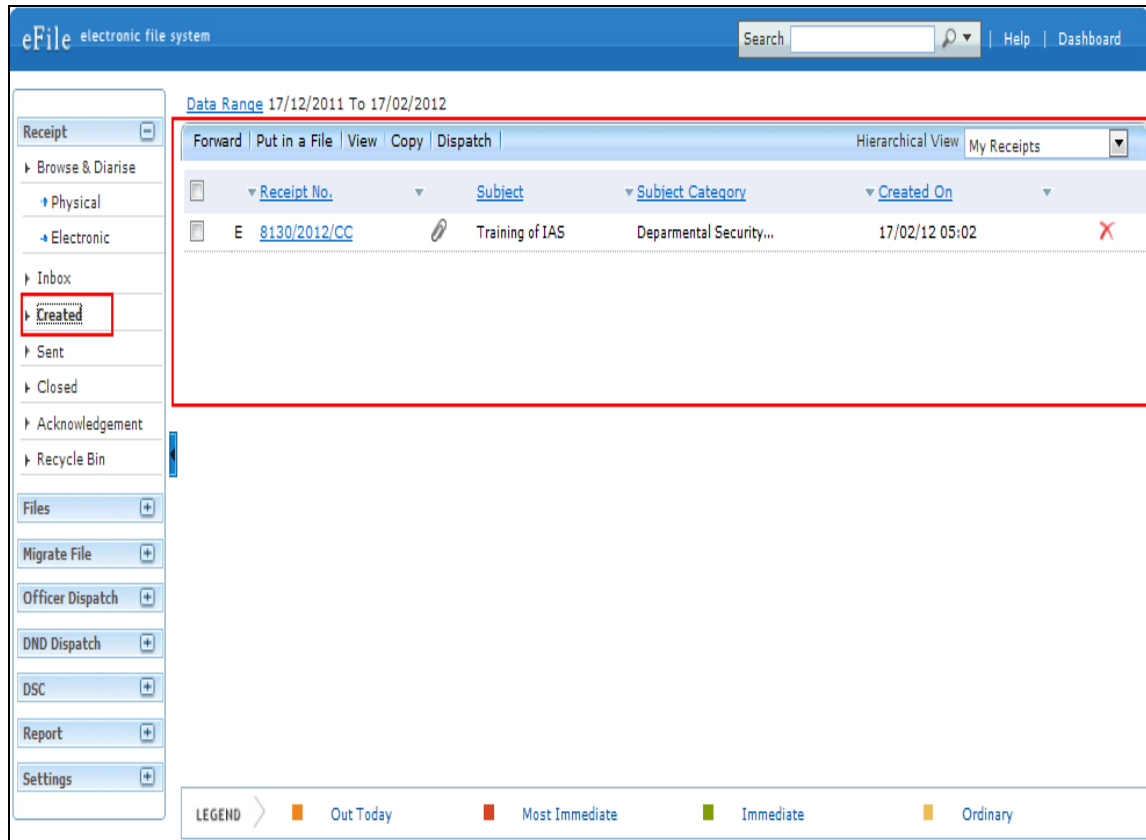 eFile electronic file system
Search
Help | Dashboard
Data Range 17/12/2011 To 17/02/2012
Receipt
Browse & Diarise
Physical
Electronic
Inbox
Created
Sent
Closed
Acknowledgement
Recycle Bin
Files
Migrate File
Officer Dispatch
DND Dispatch
DSC
Report
Settings
Forward | Put in a File | View | Copy | Dispatch |
Hierarchical View My Receipts
Receipt No. Subject Subject Category Created On
E 8130/2012/CC Training of IAS Deparmental Security... 17/02/12 05:02
LEGEND Out Today Most Immediate Immediate Ordinary